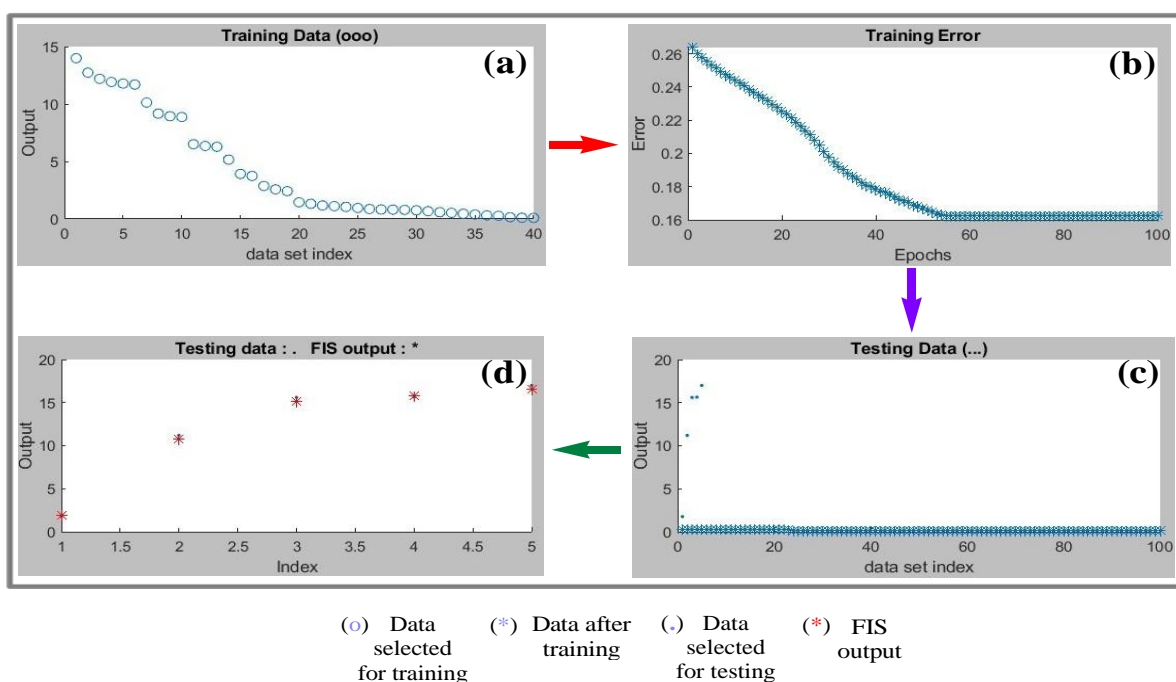 Training Data (ooo)
(a)
15
10
5
0
Output
0 5 10 15 20 25 30 35 40
data set index
Training Error
(b)
0.26
0.24
0.22
0.2
0.18
0.16
Error
0 20 40 60 80 100
Epochs
Testing data : . FIS output : *
(d)
20
15
10
5
0
Output
1 1.5 2 2.5 3 3.5 4 4.5 5
Index
Testing Data (...)
(c)
20
15
10
5
0
Output
0 20 40 60 80 100
data set index
(o) Data selected for training
(*) Data after training
(.) Data selected for testing
(*) FIS output